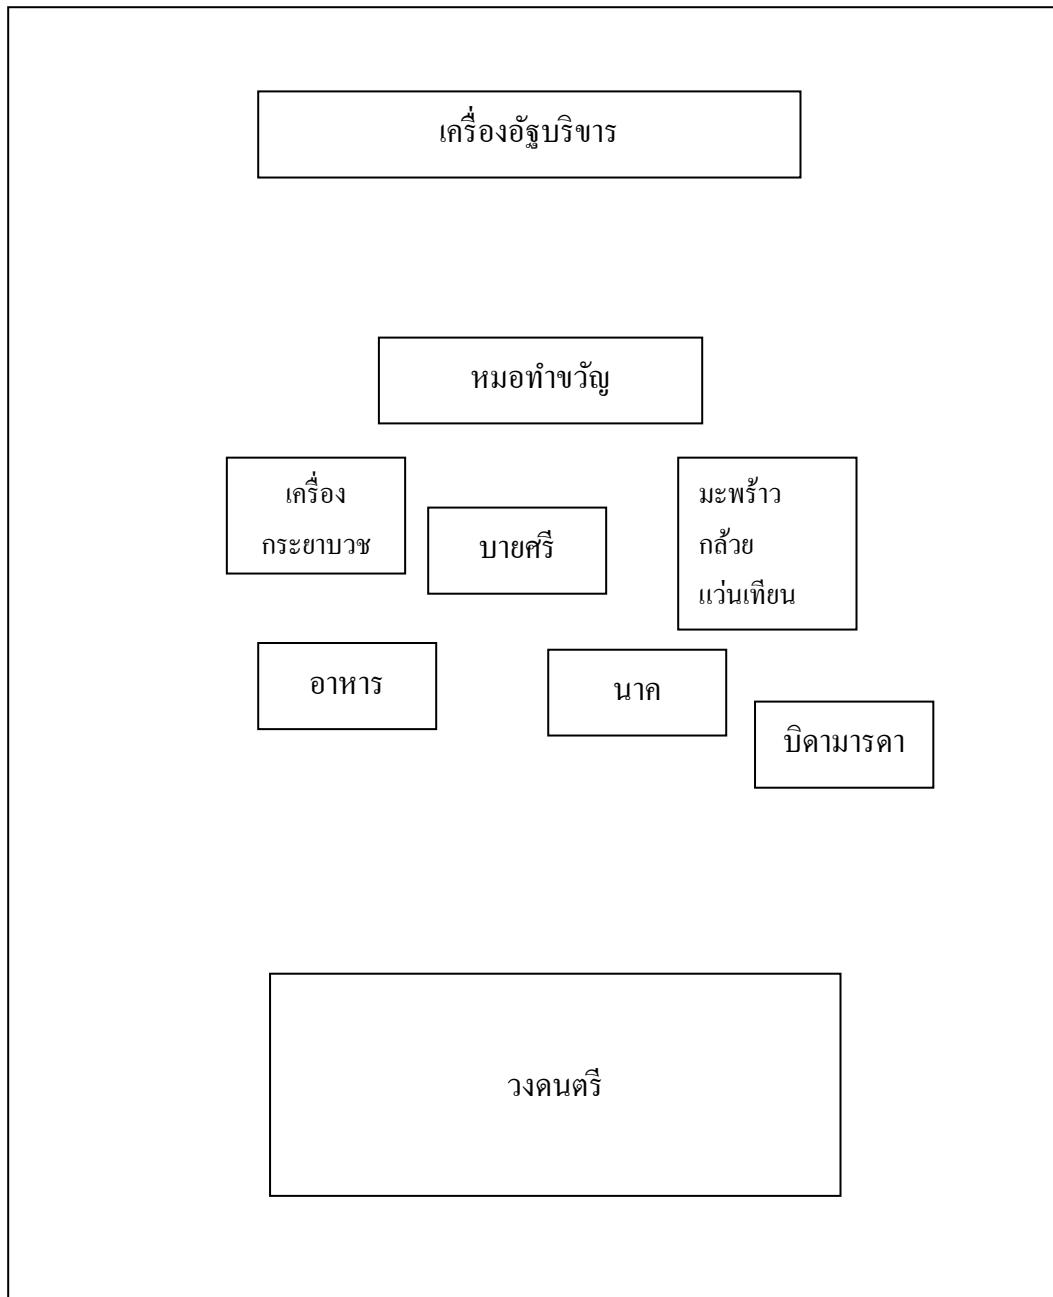 เครื่องอัฐบริขาร
หมอทำขวัญ
เครื่อง
กระยาบวช
บายศรี
มะพร้าว
กล้วย
แว่นเทียน
อาหาร
นาค
บิดามารดา
วงดนตรี